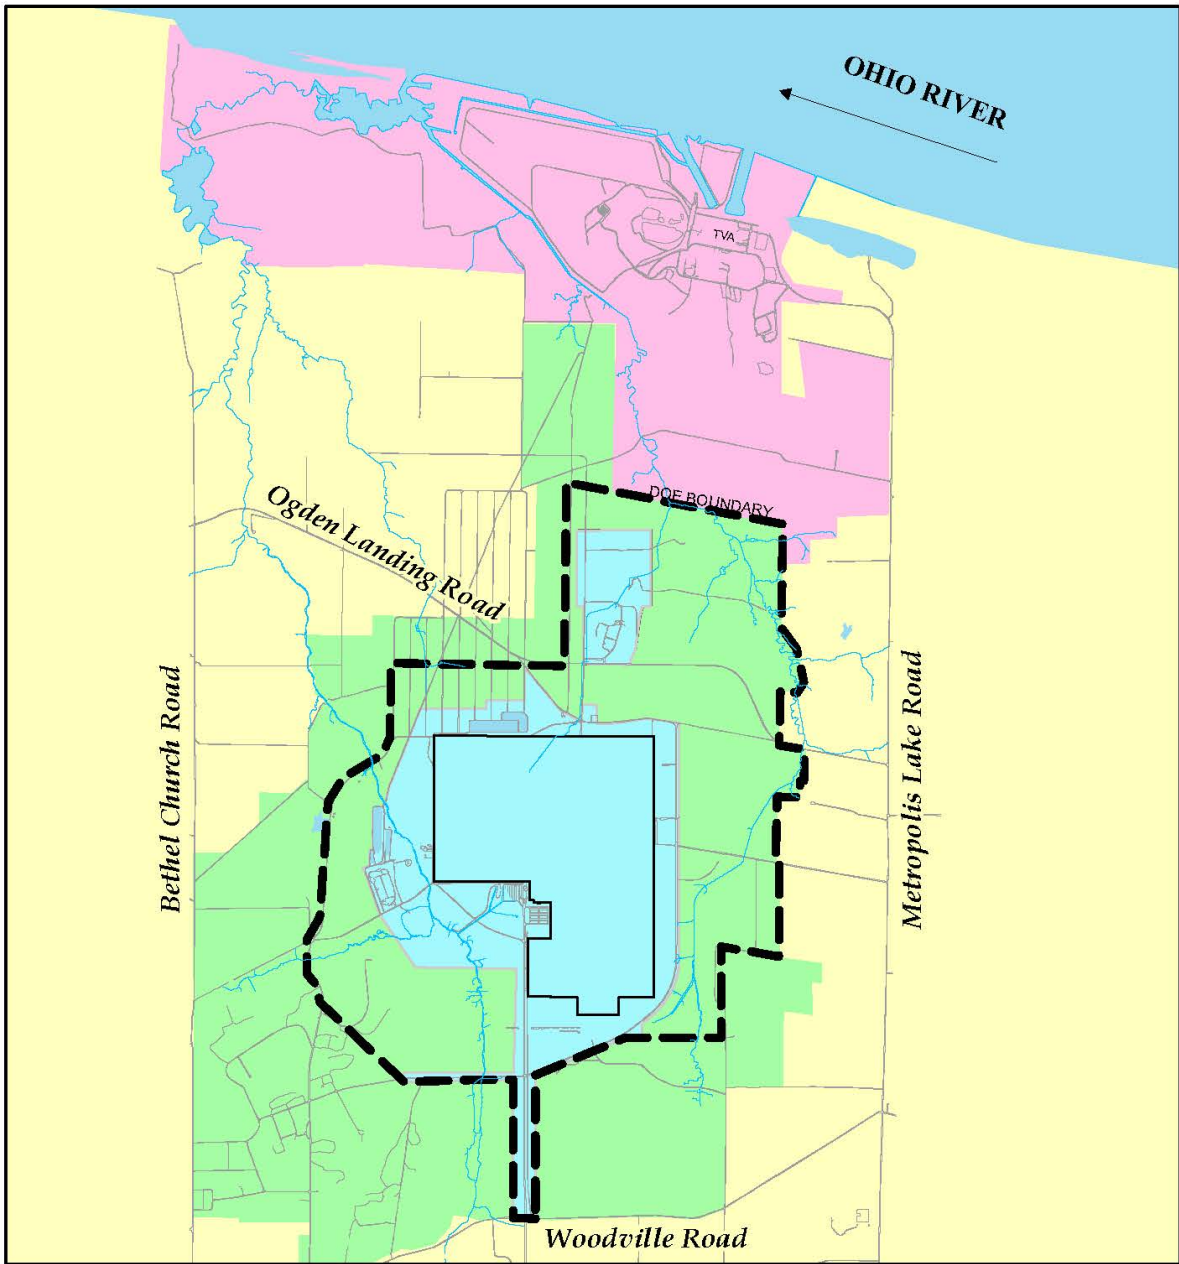 OHIO RIVER
TVA
DOE BOUNDARY
Ogden Landing Road
Bethel Church Road
Metropolis Lake Road
Woodville Road